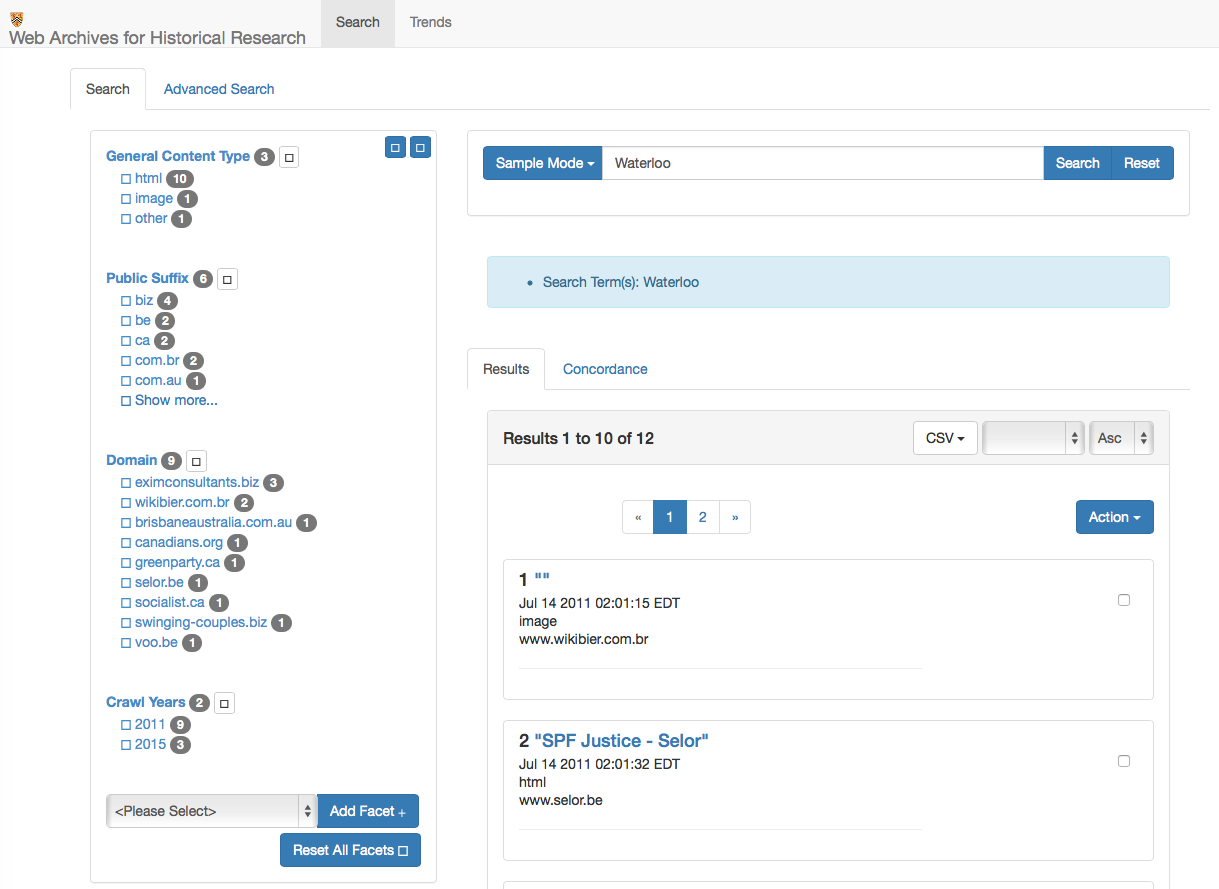 Web Archives for Historical Research
Search
Trends
Search
Advanced Search
General Content Type 3
html 10
image 1
other 1
Public Suffix 6
biz 4
be 2
ca 2
com.br 2
com.au 1
Show more...
Domain 9
eximconsultants.biz 3
wikibier.com.br 2
brisbaneaustralia.com.au 1
canadians.org 1
greenparty.ca 1
selor.be 1
socialist.ca 1
swinging-couples.biz 1
voo.be 1
Crawl Years 2
2011 9
2015 3
<Please Select>
Add Facet +
Reset All Facets
Sample Mode
Waterloo
Search
Reset
• Search Term(s): Waterloo
Results
Concordance
Results 1 to 10 of 12
CSV
Asc
« 1 2 »
Action
1 ""
Jul 14 2011 02:01:15 EDT
image
www.wikibier.com.br
2 "SPF Justice - Selor"
Jul 14 2011 02:01:32 EDT
html
www.selor.be